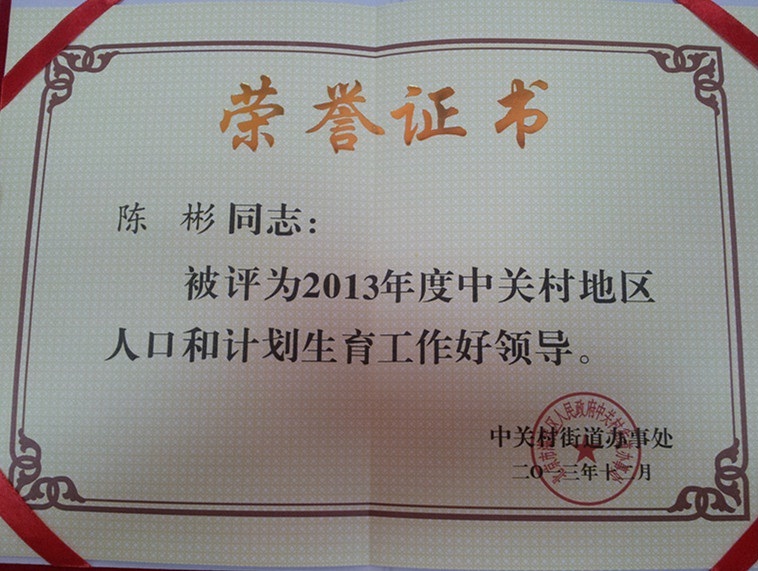 荣誉证书
陈 彬同志：
被评为2013年度中关村地区
人口和计划生育工作好领导。
中关村街道办事处
二〇一三年十二月